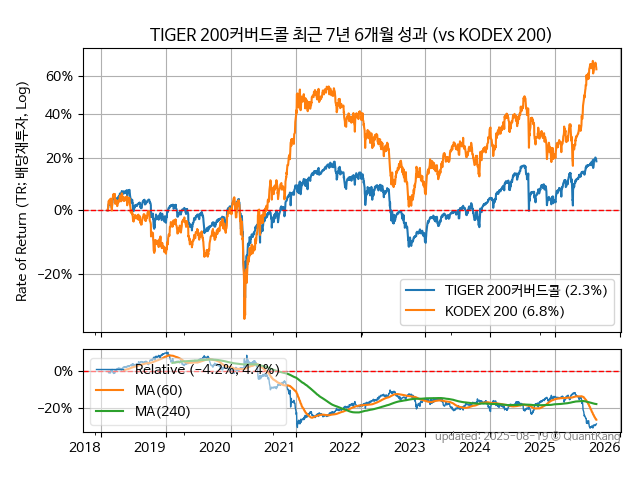 TIGER 200커버드콜 최근 7년 6개월 성과 (vs KODEX 200)
Rate of Return (TR: 배당재투자, Log)
60%
40%
20%
0%
−20%
TIGER 200커버드콜 (2.3%)
KODEX 200 (6.8%)
0%
−20%
Relative (−4.2%, 4.4%)
MA(60)
MA(240)
2018 2019 2020 2021 2022 2023 2024 2025 2026
updated: 2025-08-19 © QuantKang